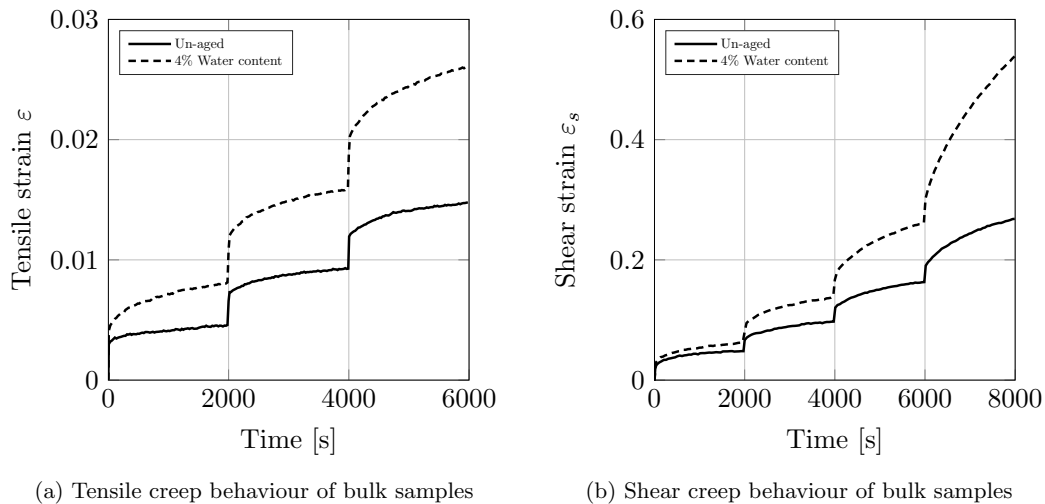 0.03
0.02
0.01
0
Tensile strain ε
Un-aged
4% Water content
0 2000 4000 6000
Time [s]
(a) Tensile creep behaviour of bulk samples
0.6
0.4
0.2
0
Shear strain εs
Un-aged
4% Water content
0 2000 4000 6000 8000
Time [s]
(b) Shear creep behaviour of bulk samples